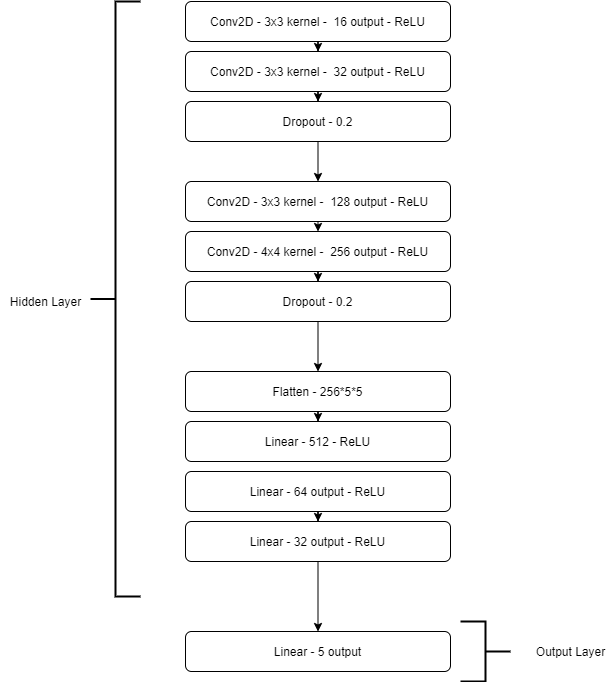 Conv2D - 3x3 kernel -  16 output - ReLU
Conv2D - 3x3 kernel -  32 output - ReLU
Dropout - 0.2
Conv2D - 3x3 kernel -  128 output - ReLU
Conv2D - 4x4 kernel -  256 output - ReLU
Hidden Layer
Dropout - 0.2
Flatten - 256*5*5
Linear - 512 - ReLU
Linear - 64 output - ReLU
Linear - 32 output - ReLU
Linear - 5 output
Output Layer